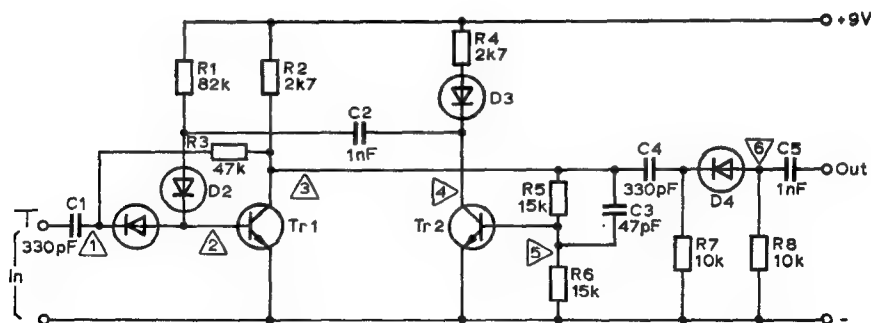 +9V
R1
82k
R2
2k7
R4
2k7
D3
C2
1nF
R3
47k
D2
3
4
R5
15k
C4
330pF
6
C5
1nF
Out
D4
C3
47pF
T
C1
330pF
1
2
Tr1
Tr2
5
R6
15k
R7
10k
R8
10k
In
-